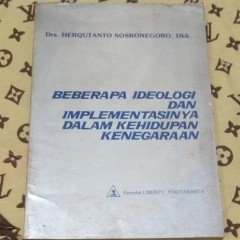 Drs. HERQUTANTO SOSRONEGORO, Dkk.
BEBERAPA IDEOLOGI
DAN
IMPLEMENTASINYA
DALAM KEHIDUPAN
KENEGARAAN
Penerbit LIBERTY, YOGYAKARTA